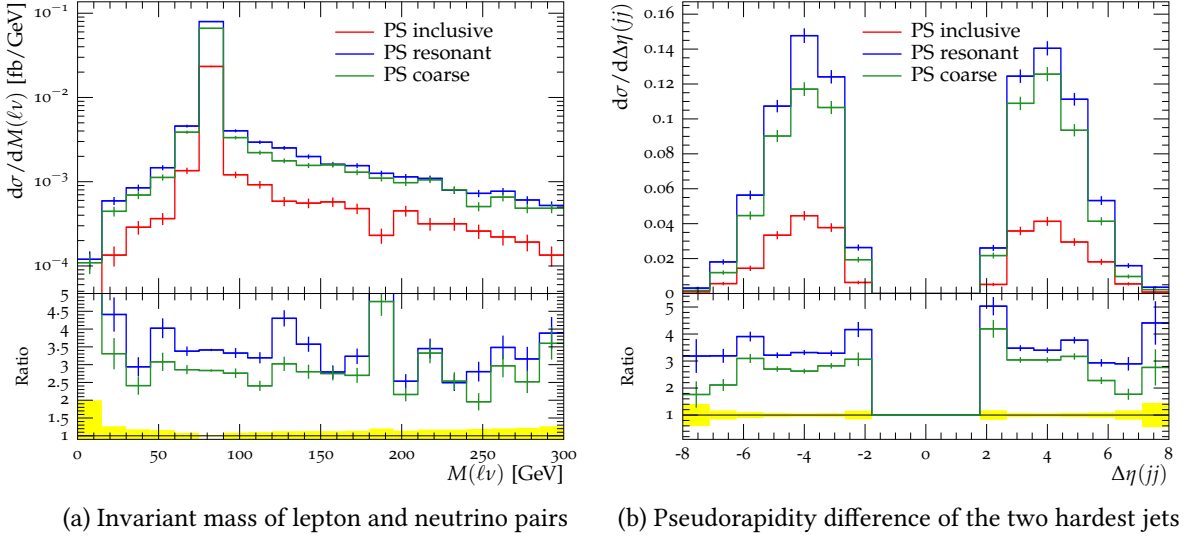 PS inclusive
PS resonant
PS coarse
10⁻¹
10⁻²
10⁻³
10⁻⁴
dσ/dM(ℓν) [fb/GeV]
5
4.5
4
3.5
3
2.5
2
1.5
1
Ratio
0 50 100 150 200 250 300
M(ℓν) [GeV]
PS inclusive
PS resonant
PS coarse
0.16
0.14
0.12
0.1
0.08
0.06
0.04
0.02
0
dσ/dΔη(jj)
5
4
3
2
1
Ratio
-8 -6 -4 -2 0 2 4 6 8
Δη(jj)
(a) Invariant mass of lepton and neutrino pairs
(b) Pseudorapidity difference of the two hardest jets